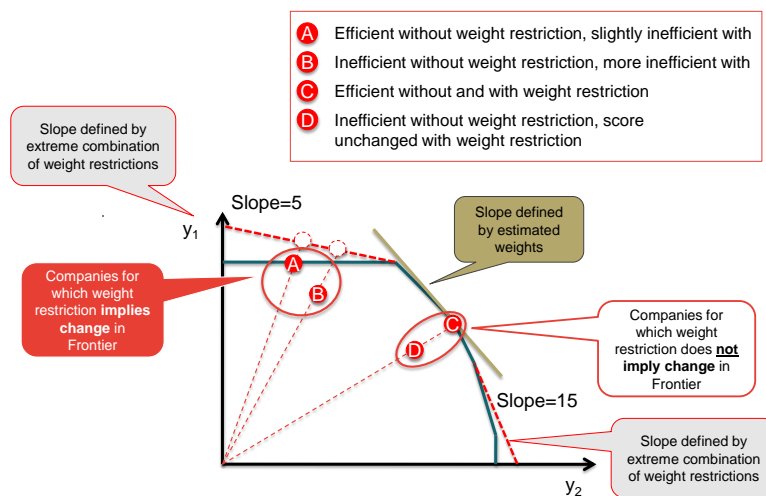 A Efficient without weight restriction, slightly inefficient with
B Inefficient without weight restriction, more inefficient with
C Efficient without and with weight restriction
D Inefficient without weight restriction, score
unchanged with weight restriction
Slope defined by
extreme combination
of weight restrictions
Slope=5
y1
Slope defined
by estimated
weights
Companies for
which weight
restriction implies
change in
Frontier
A
B
C
D
Companies for
which weight
restriction does not
imply change in
Frontier
Slope=15
Slope defined by
extreme combination
of weight restrictions
y2